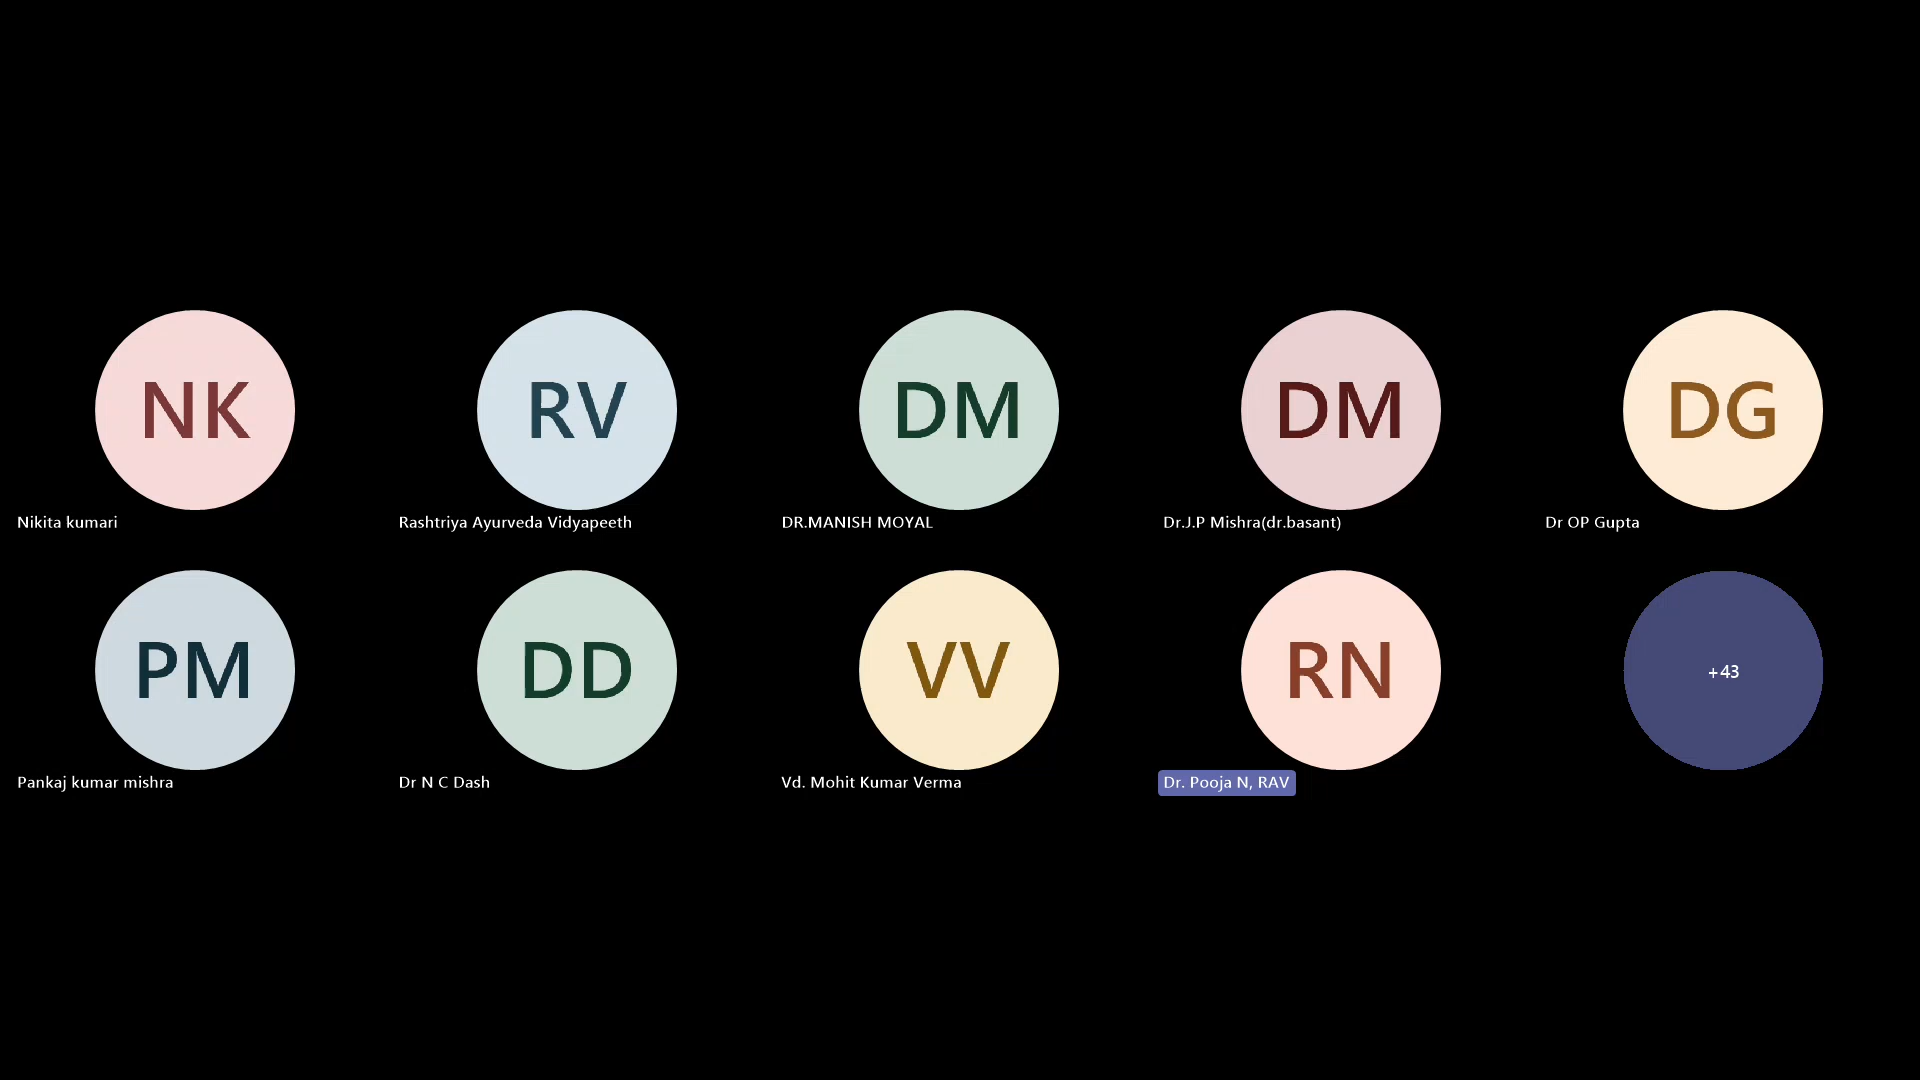 NK
RV
DM
DM
DG
Nikita kumari
Rashtriya Ayurveda Vidyapeeth
DR.MANISH MOYAL
Dr.J.P Mishra(dr.basant)
Dr OP Gupta
PM
DD
VV
RN
+43
Pankaj kumar mishra
Dr N C Dash
Vd. Mohit Kumar Verma
Dr. Pooja N, RAV